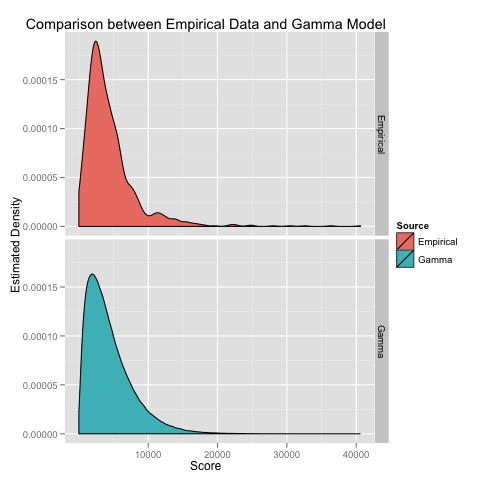 Comparison between Empirical Data and Gamma Model
0.00015
0.00010
0.00005
0.00000
Empirical
0.00015
0.00010
0.00005
0.00000
Gamma
Estimated Density
10000 20000 30000 40000
Score
Source
Empirical
Gamma